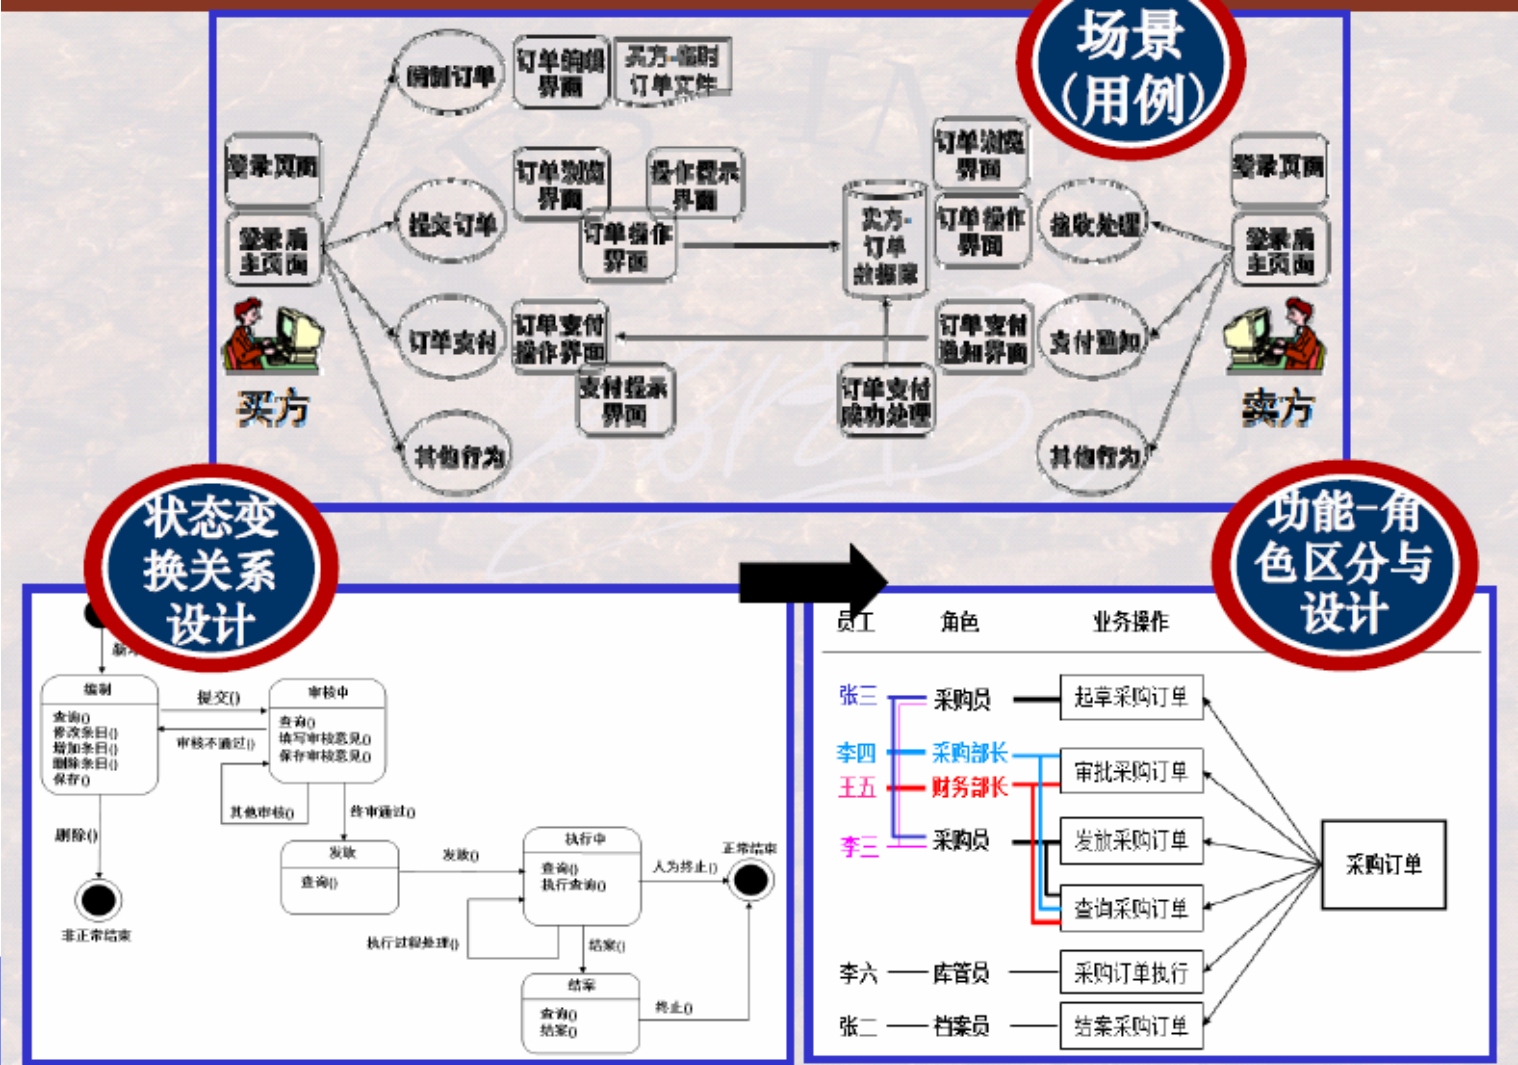 场景
(用例)
编制订单
订单编辑
界面
买方-临时
订单文件
登录页面
登录后
主页面
买方
提交订单
订单浏览
界面
操作提示
界面
订单操作
界面
订单支付
订单支付
操作界面
支付提示
界面
其他行为
卖方-
订单
数据库
订单浏览
界面
订单操作
界面
接收处理
登录页面
登录后
主页面
卖方
订单支付
通知界面
支付通知
订单支付
成功处理
其他行为
状态变
换关系
设计
编制
查询()
修改条目()
增加条目()
删除条目()
保存()
提交()
审核不通过()
审核中
查询()
填写审核意见()
保存审核意见()
其他审核()
终审通过()
删除()
非正常结束
发放
查询()
发放()
执行中
查询()
执行查询()
人为终止()
正常结束
执行过程处理()
结案()
结案
查询()
结案()
终止()
功能-角
色区分与
设计
员工 角色 业务操作
张三 采购员 起草采购订单
李四 采购部长 审批采购订单
王五 财务部长
李三 采购员 发放采购订单
查询采购订单
采购订单
李六 库管员 采购订单执行
张二 档案员 结案采购订单